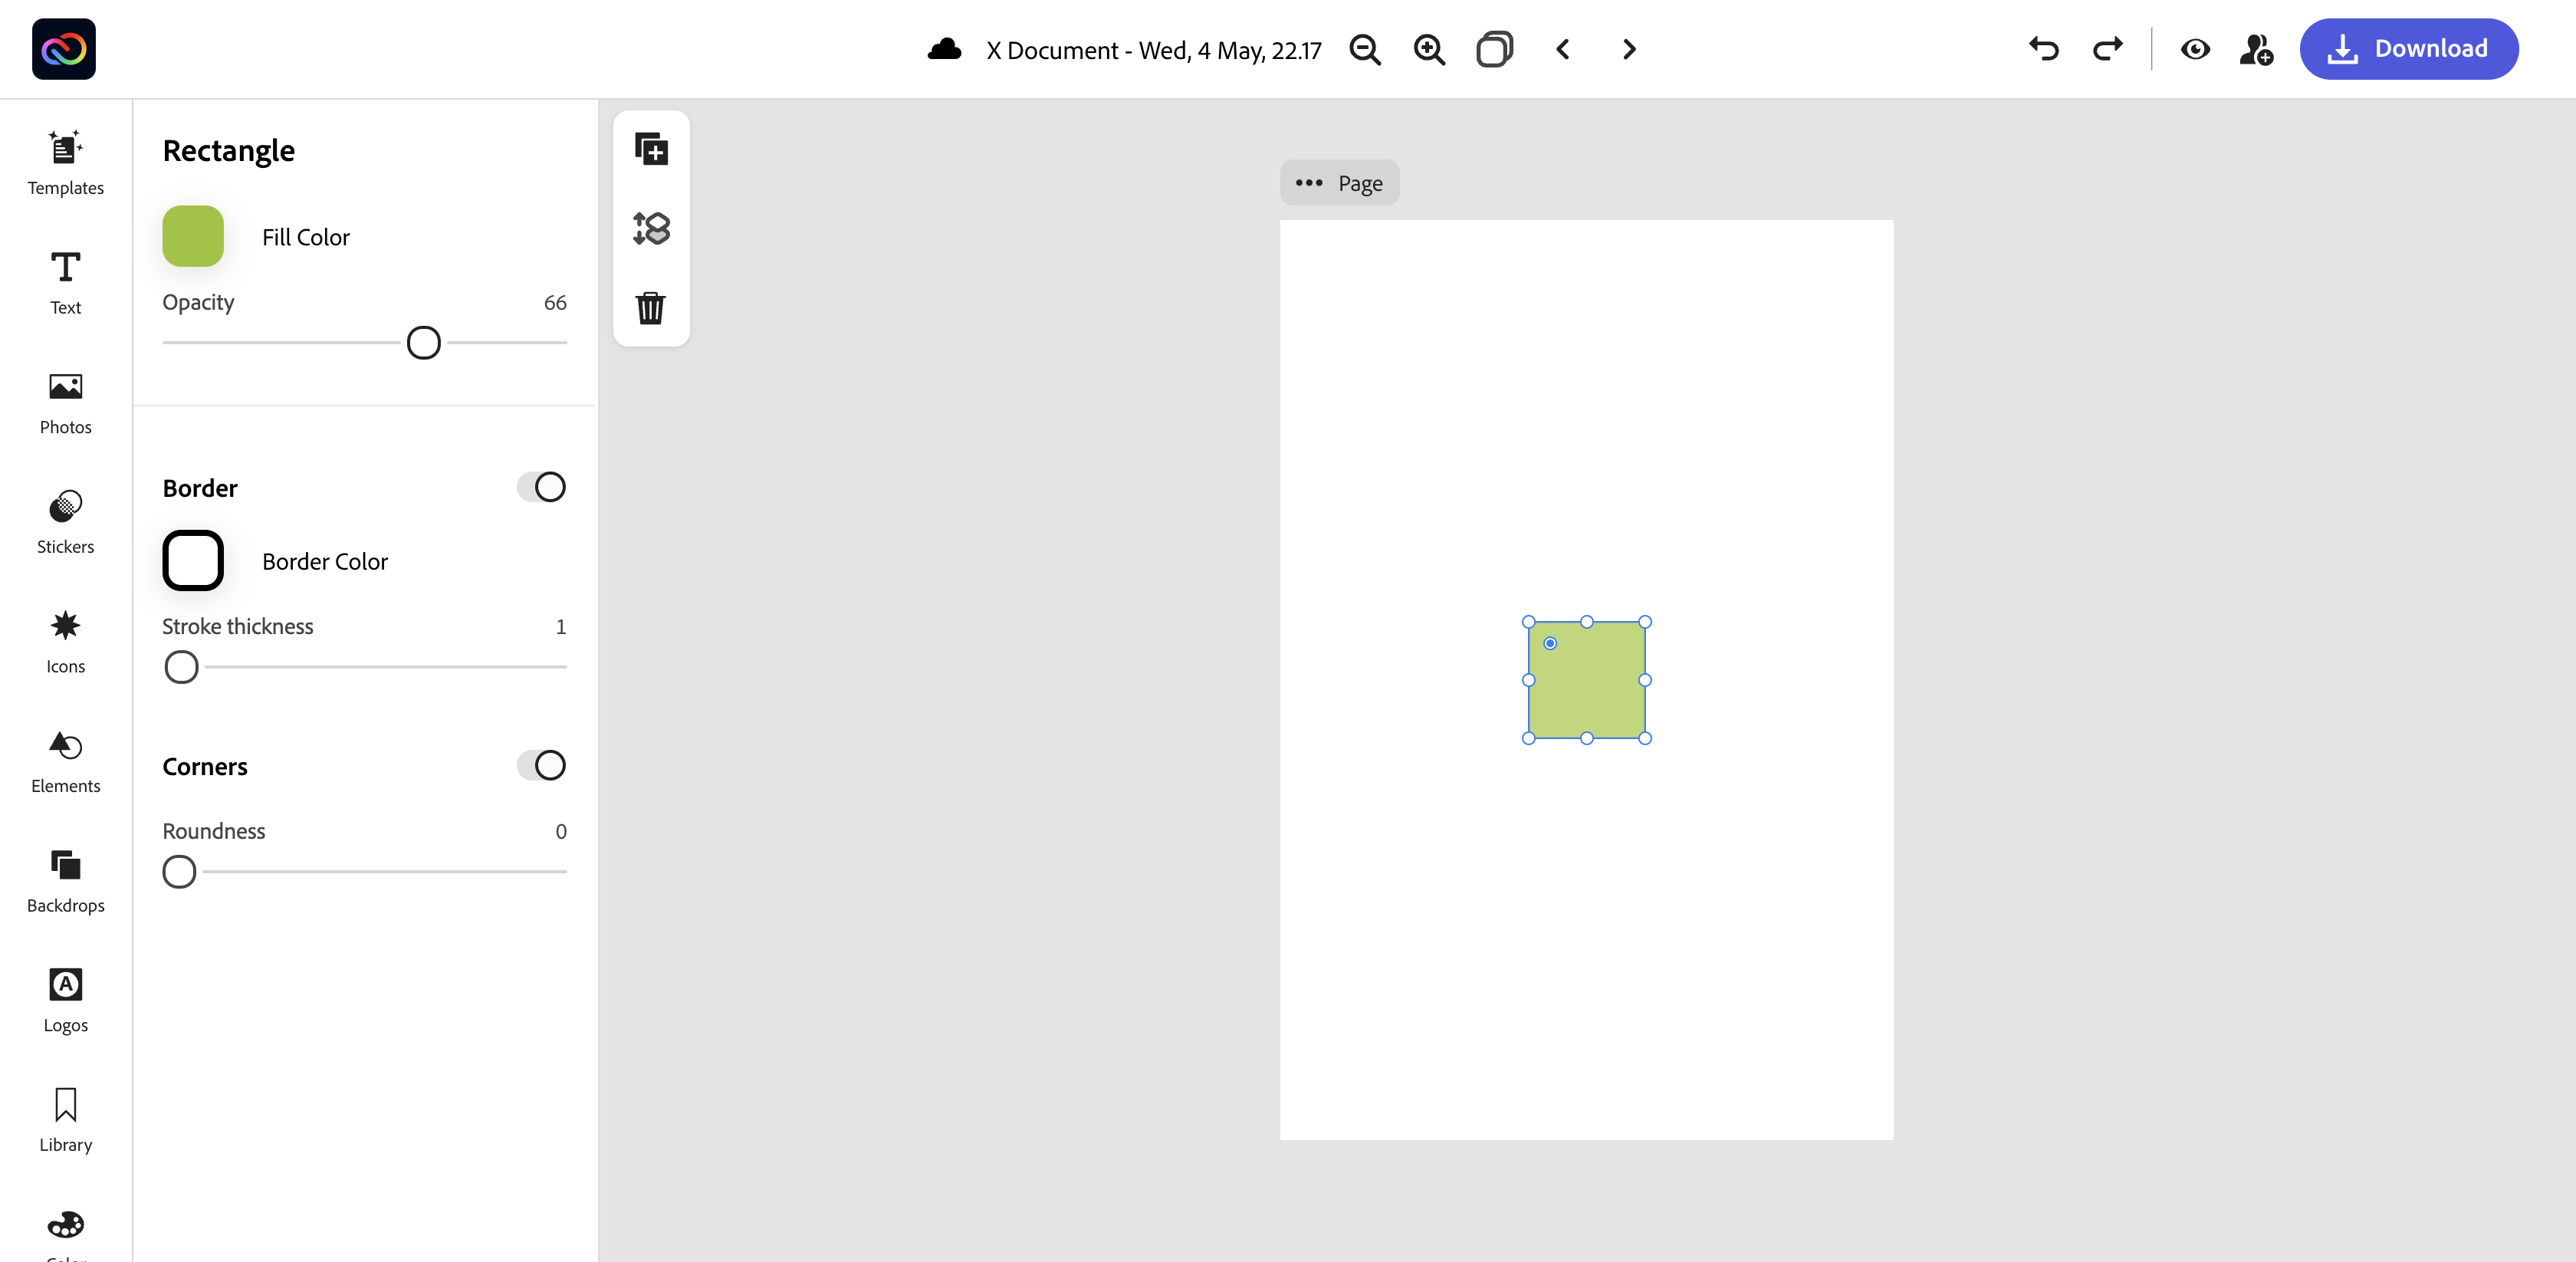 X Document - Wed, 4 May, 22.17
Download
Templates
Text
Photos
Stickers
Icons
Elements
Backdrops
A
Logos
Library
Rectangle
Fill Color
Opacity 66
Border
Border Color
Stroke thickness 1
Corners
Roundness 0
Page